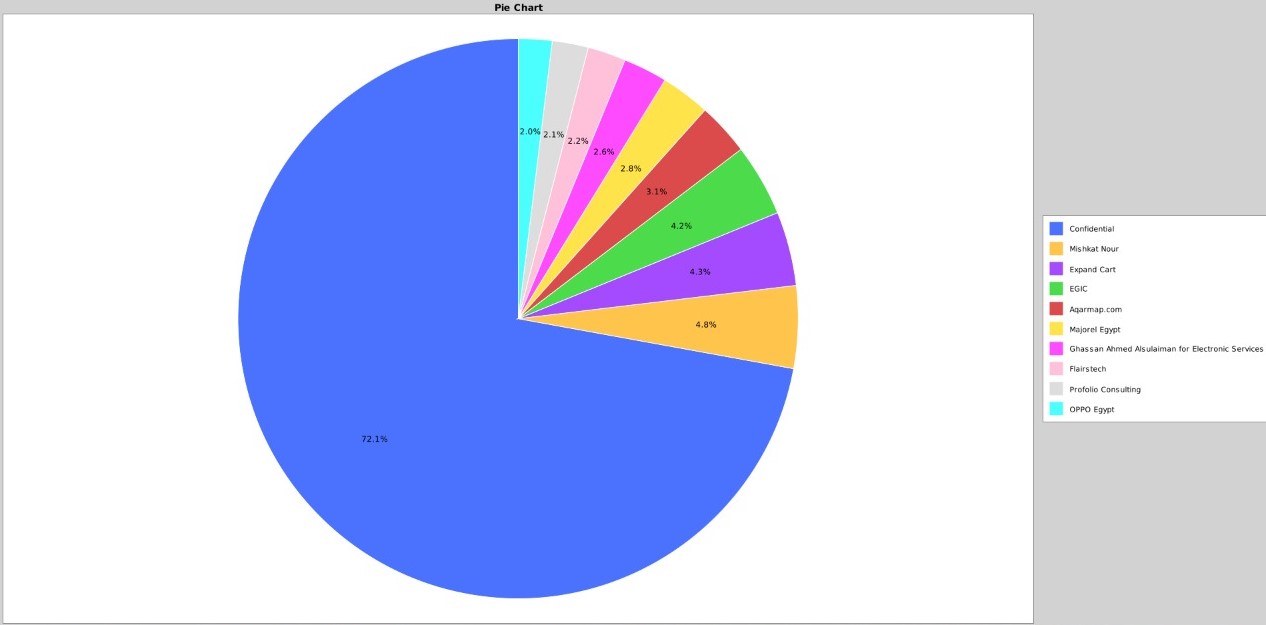 Pie Chart
2.0%
2.1%
2.2%
2.6%
2.8%
3.1%
4.2%
4.3%
4.8%
72.1%
Confidential
Mishkat Nour
Expand Cart
EGIC
Aqarmap.com
Majorel Egypt
Ghassan Ahmed Alsulaiman for Electronic Services
Flairstech
Profolio Consulting
OPPO Egypt